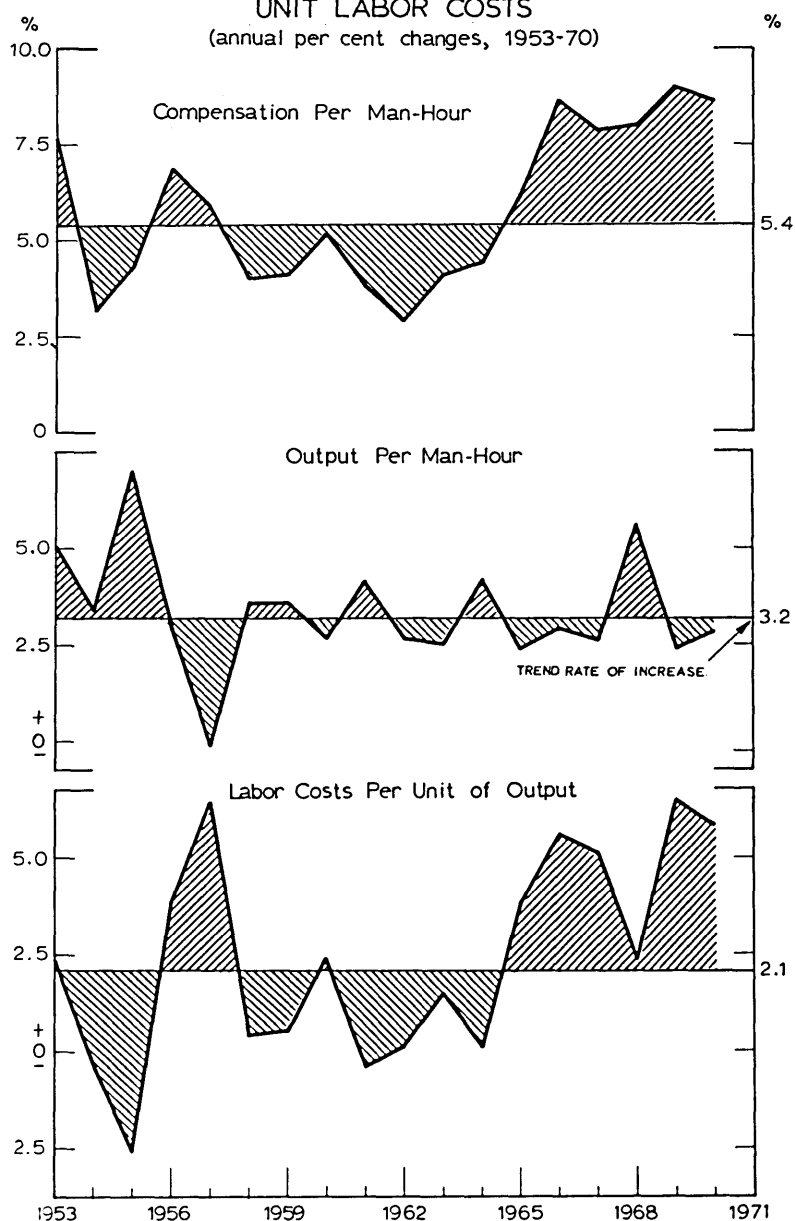 UNIT LABOR COSTS
(annual per cent changes, 1953-70)
% %
10.0
Compensation Per Man-Hour
7.5
5.4
5.0
2.5
0
Output Per Man-Hour
5.0
3.2
2.5
TREND RATE OF INCREASE
+
0
-
Labor Costs Per Unit of Output
5.0
2.5
2.1
+
0
-
2.5
1953 1956 1959 1962 1965 1968 1971